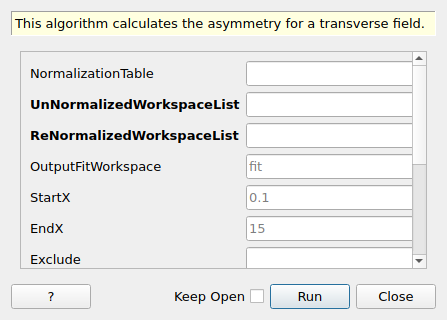 This algorithm calculates the asymmetry for a transverse field.
NormalizationTable
UnNormalizedWorkspaceList
ReNormalizedWorkspaceList
OutputFitWorkspace fit
StartX 0.1
EndX 15
Exclude
? Keep Open Run Close